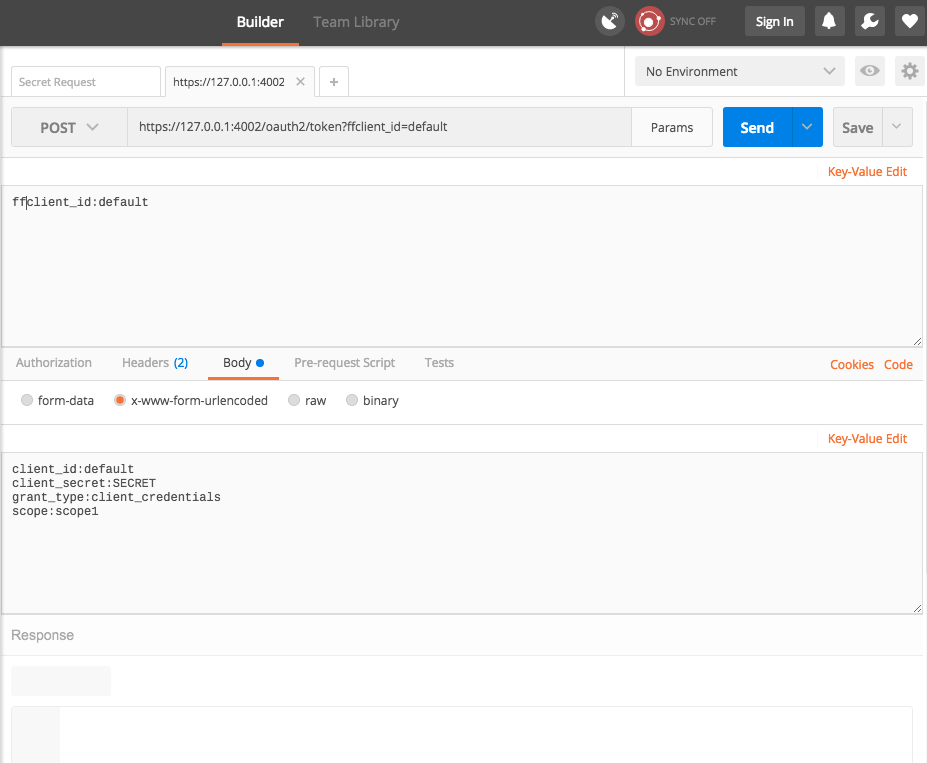 Builder
Team Library
SYNC OFF
Sign In
Secret Request
https://127.0.0.1:4002
No Environment
POST
https://127.0.0.1:4002/oauth2/token?ffclient_id=default
Params
Send
Save
Key-Value Edit
ffclient_id:default
Authorization
Headers (2)
Body
Pre-request Script
Tests
Cookies
Code
form-data
x-www-form-urlencoded
raw
binary
Key-Value Edit
client_id:default
client_secret:SECRET
grant_type:client_credentials
scope:scope1
Response